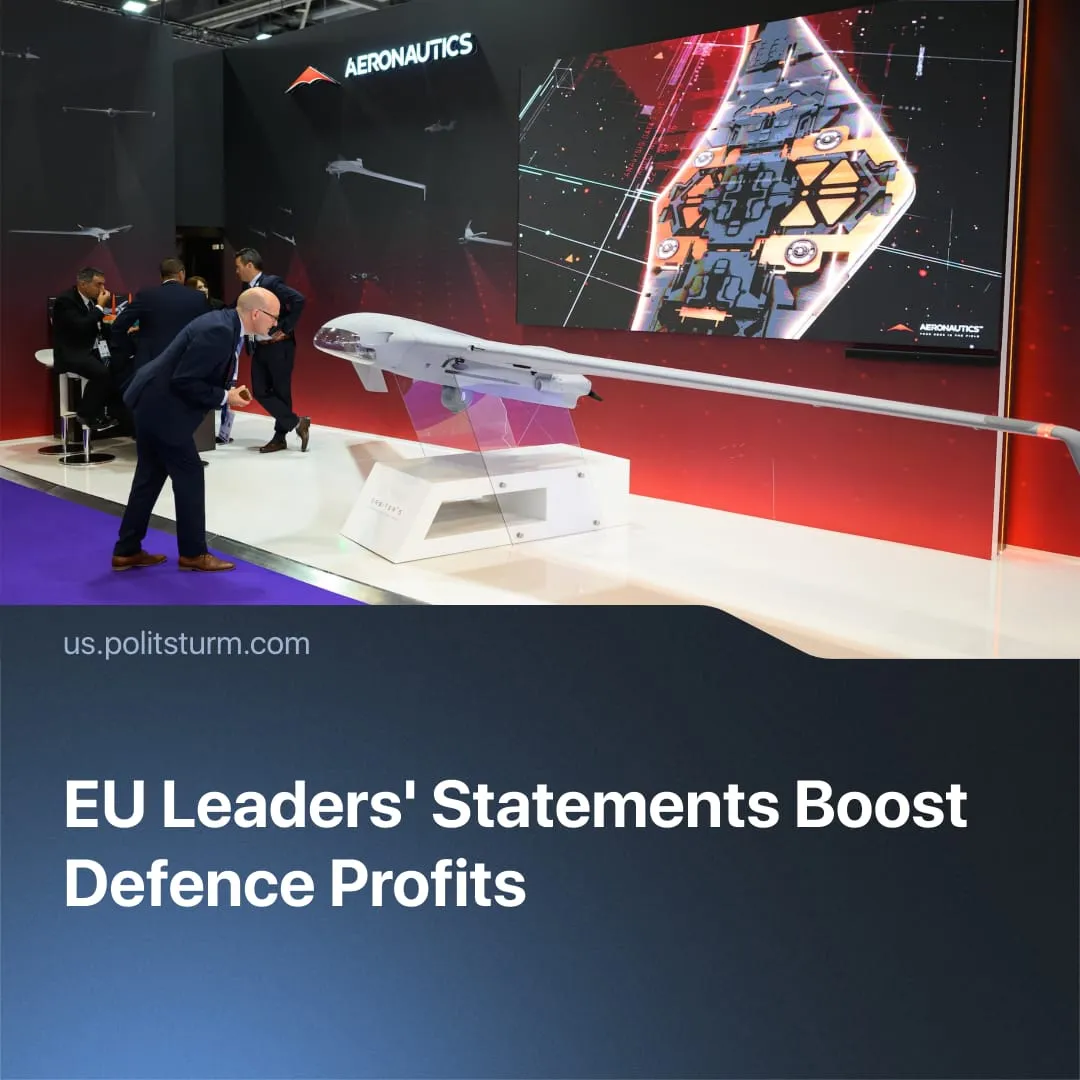 AERONAUTICS
AERONAUTICS
us.politsturm.com
EU Leaders' Statements Boost
Defence Profits